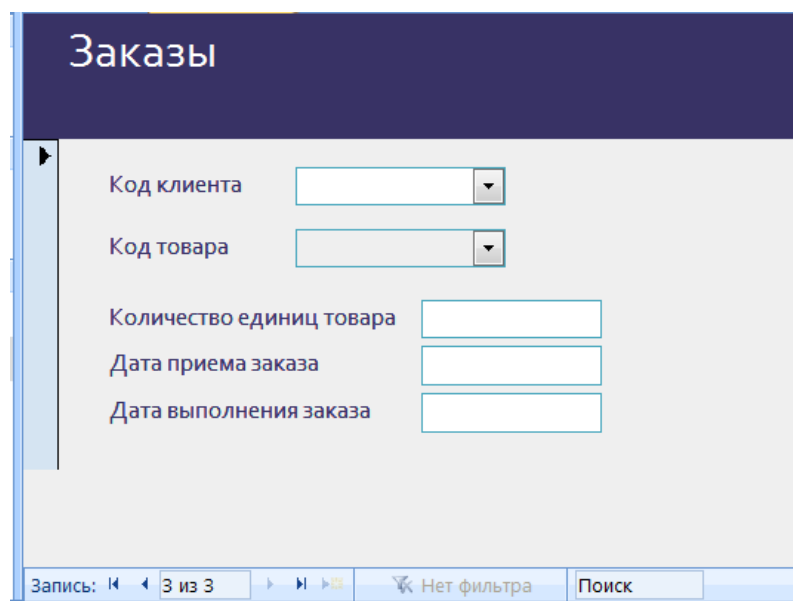 Заказы
Код клиента
Код товара
Количество единиц товара
Дата приема заказа
Дата выполнения заказа
Запись: 3 из 3 Нет фильтра Поиск